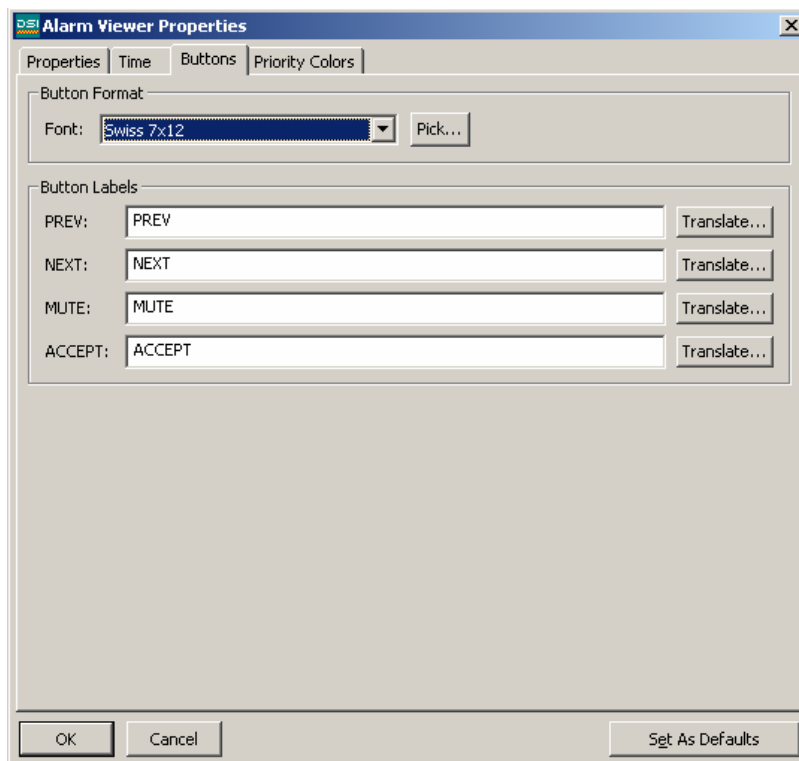 DSI Alarm Viewer Properties
Properties Time Buttons Priority Colors
Button Format
Font: Swiss 7x12 Pick...
Button Labels
PREV: PREV Translate...
NEXT: NEXT Translate...
MUTE: MUTE Translate...
ACCEPT: ACCEPT Translate...
OK Cancel Set As Defaults